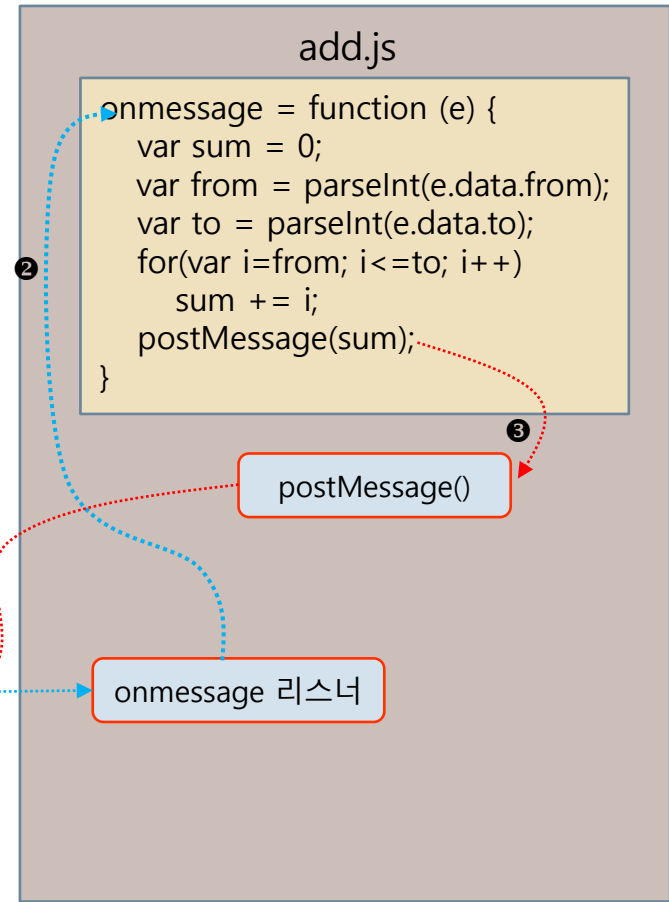 add.js
onmessage = function (e) {
var sum = 0;
var from = parseInt(e.data.from);
var to = parseInt(e.data.to);
for(var i=from; i<=to; i++)
sum += i;
postMessage(sum);
}
❷
❸
postMessage()
onmessage 리스너